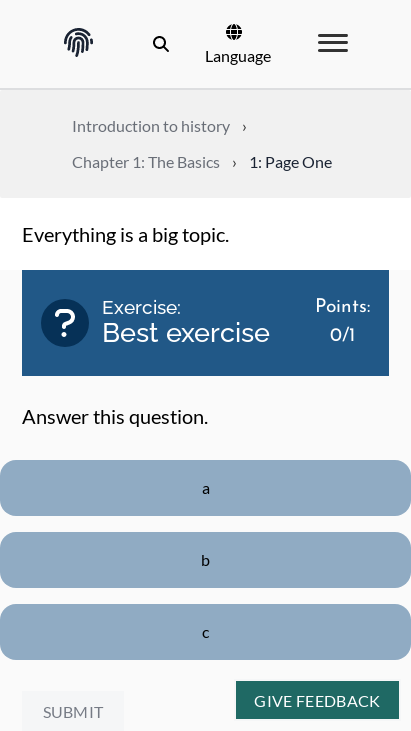 Language
Introduction to history ›
Chapter 1: The Basics › 1: Page One
Everything is a big topic.
?
Exercise:
Best exercise
Points:
0/1
Answer this question.
a
b
c
SUBMIT
GIVE FEEDBACK